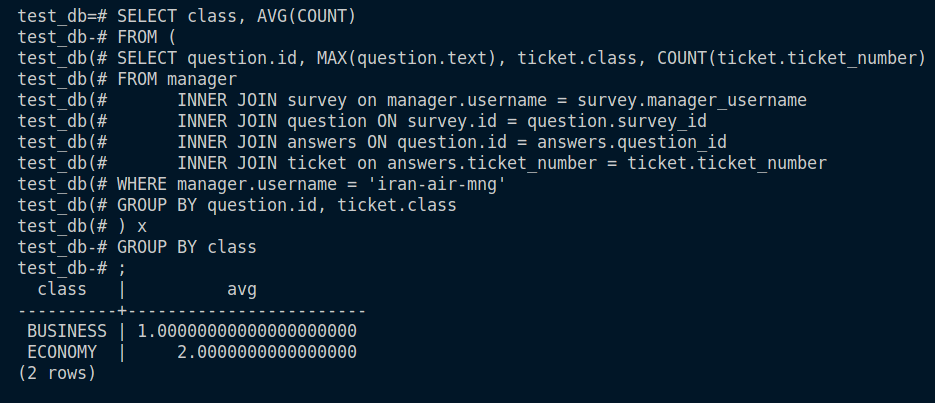 test_db=# SELECT class, AVG(COUNT)
test_db-# FROM (
test_db(# SELECT question.id, MAX(question.text), ticket.class, COUNT(ticket.ticket_number)
test_db(# FROM manager
test_db(#       INNER JOIN survey on manager.username = survey.manager_username
test_db(#       INNER JOIN question ON survey.id = question.survey_id
test_db(#       INNER JOIN answers ON question.id = answers.question_id
test_db(#       INNER JOIN ticket on answers.ticket_number = ticket.ticket_number
test_db(# WHERE manager.username = 'iran-air-mng'
test_db(# GROUP BY question.id, ticket.class
test_db(# ) x
test_db-# GROUP BY class
test_db-# ;
  class   |          avg
----------+------------------------
 BUSINESS | 1.00000000000000000000
 ECONOMY  |     2.0000000000000000
(2 rows)